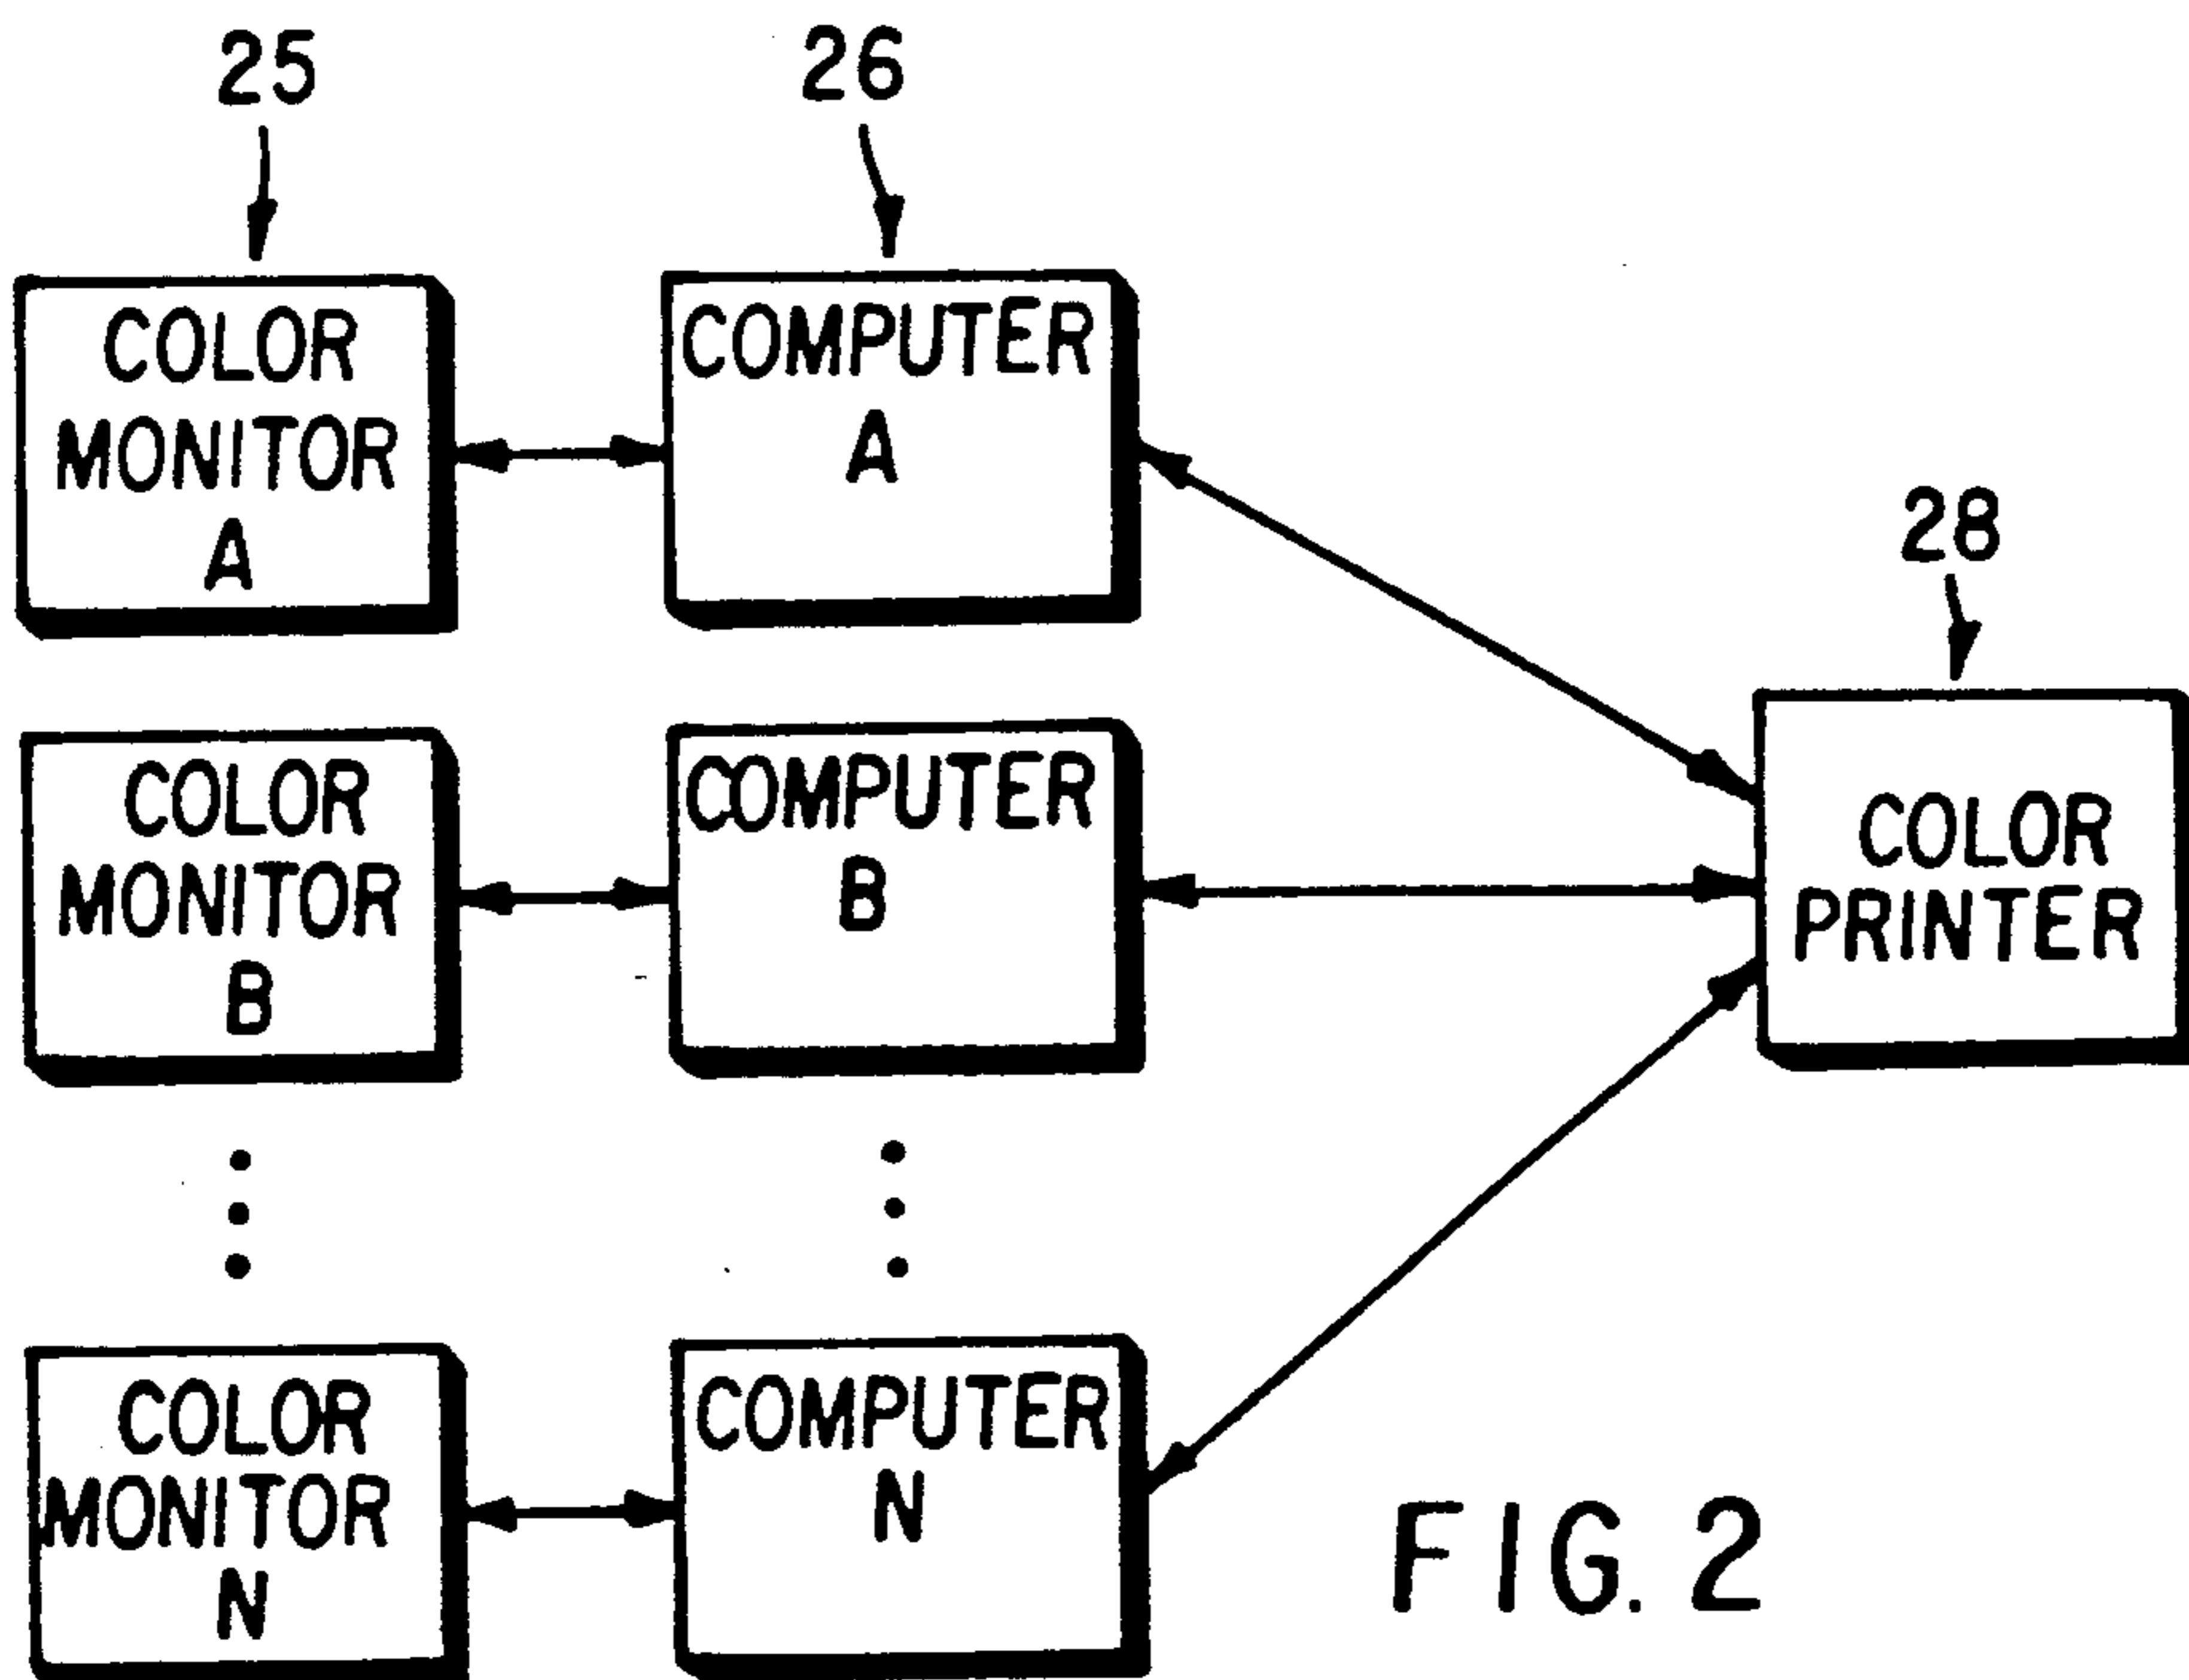 25
26
COLOR
MONITOR
A
COMPUTER
A
28
COLOR
MONITOR
B
COMPUTER
B
COLOR
PRINTER
COLOR
MONITOR
N
COMPUTER
N
FIG. 2